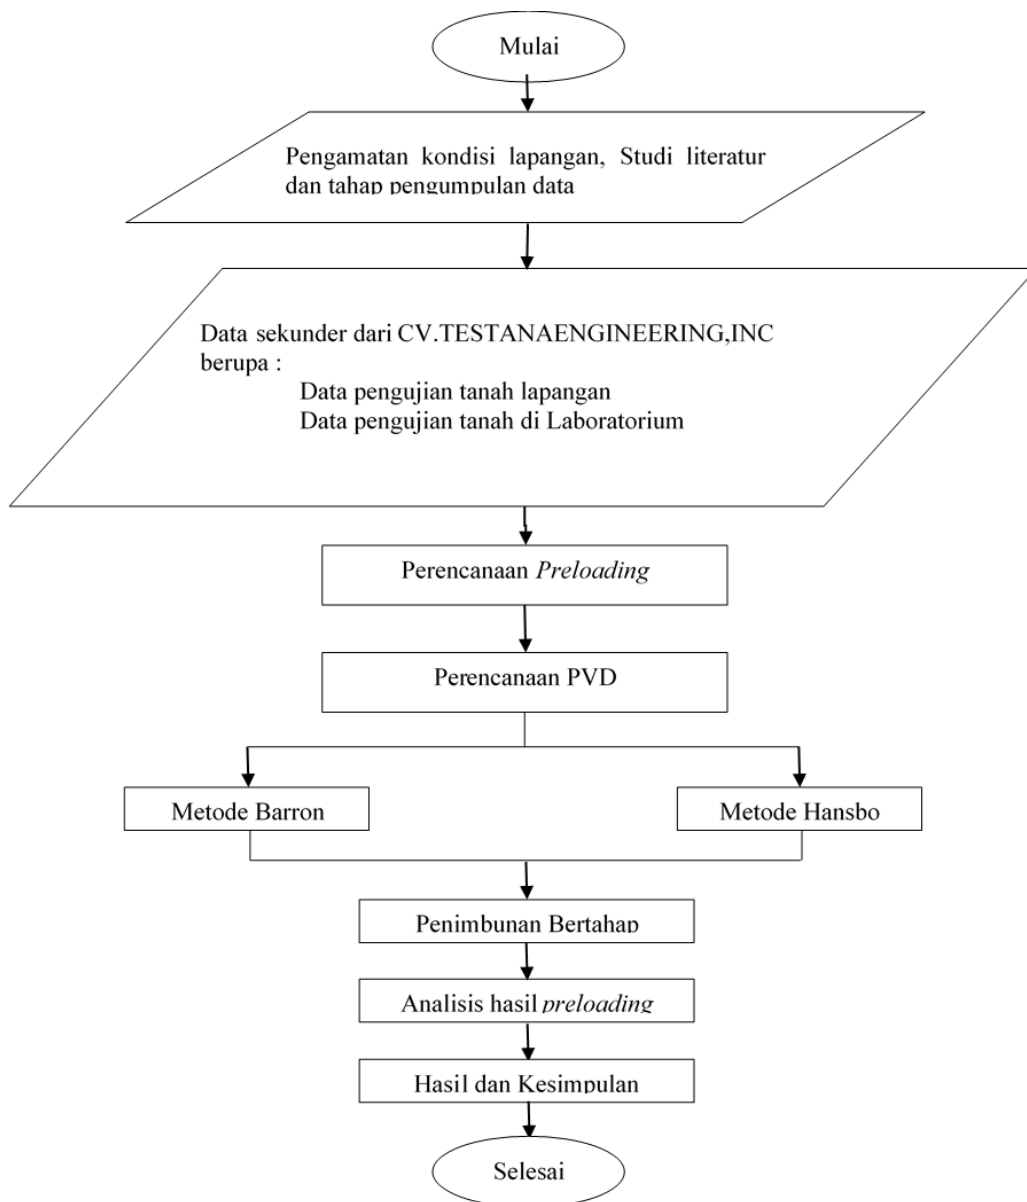 Mulai
Pengamatan kondisi lapangan, Studi literatur
dan tahap pengumpulan data
Data sekunder dari CV.TESTANAENGINEERING,INC
berupa :
Data pengujian tanah lapangan
Data pengujian tanah di Laboratorium
Perencanaan Preloading
Perencanaan PVD
Metode Barron
Metode Hansbo
Penimbunan Bertahap
Analisis hasil preloading
Hasil dan Kesimpulan
Selesai